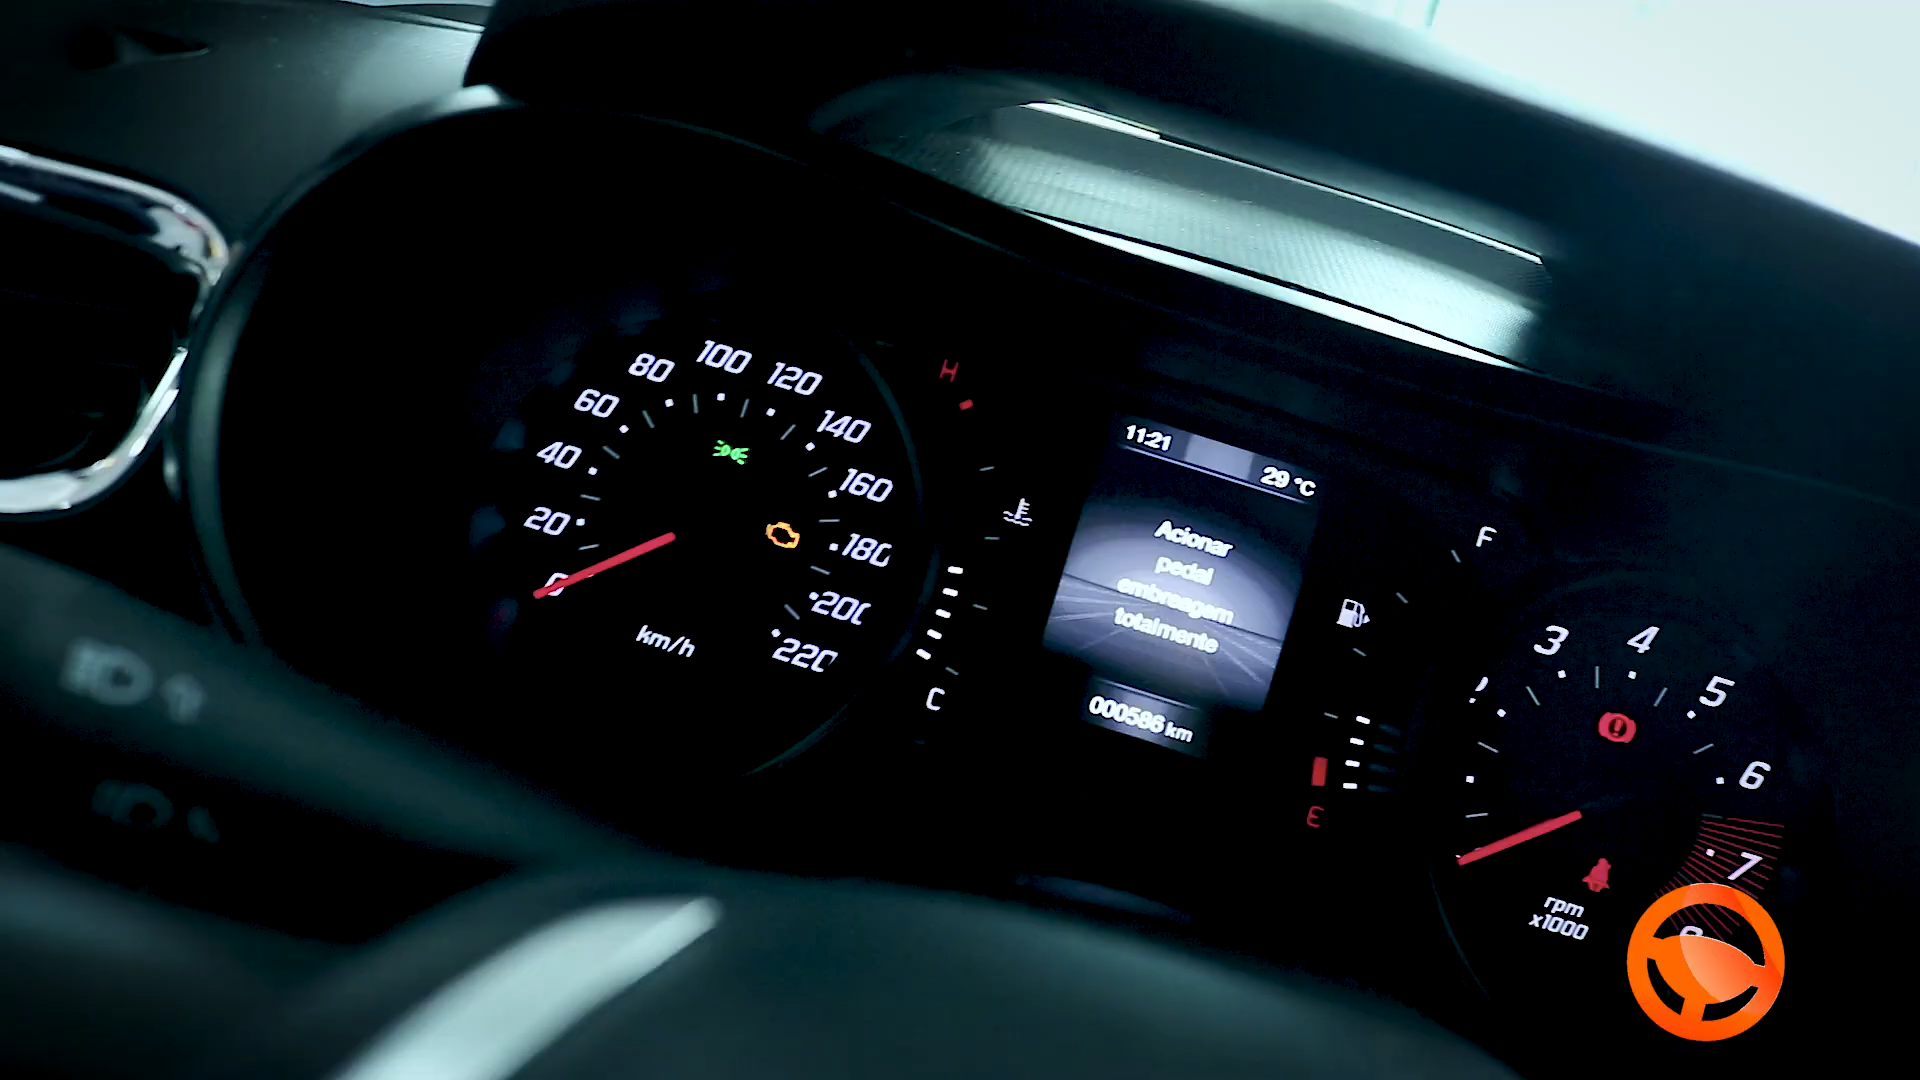 0
20
40
60
80
100
120
140
160
180
200
220
km/h
H
C
11:21
29 °C
Acionar
pedal
embreagem
totalmente
000586 km
F
E
3
4
5
6
7
rpm
x1000